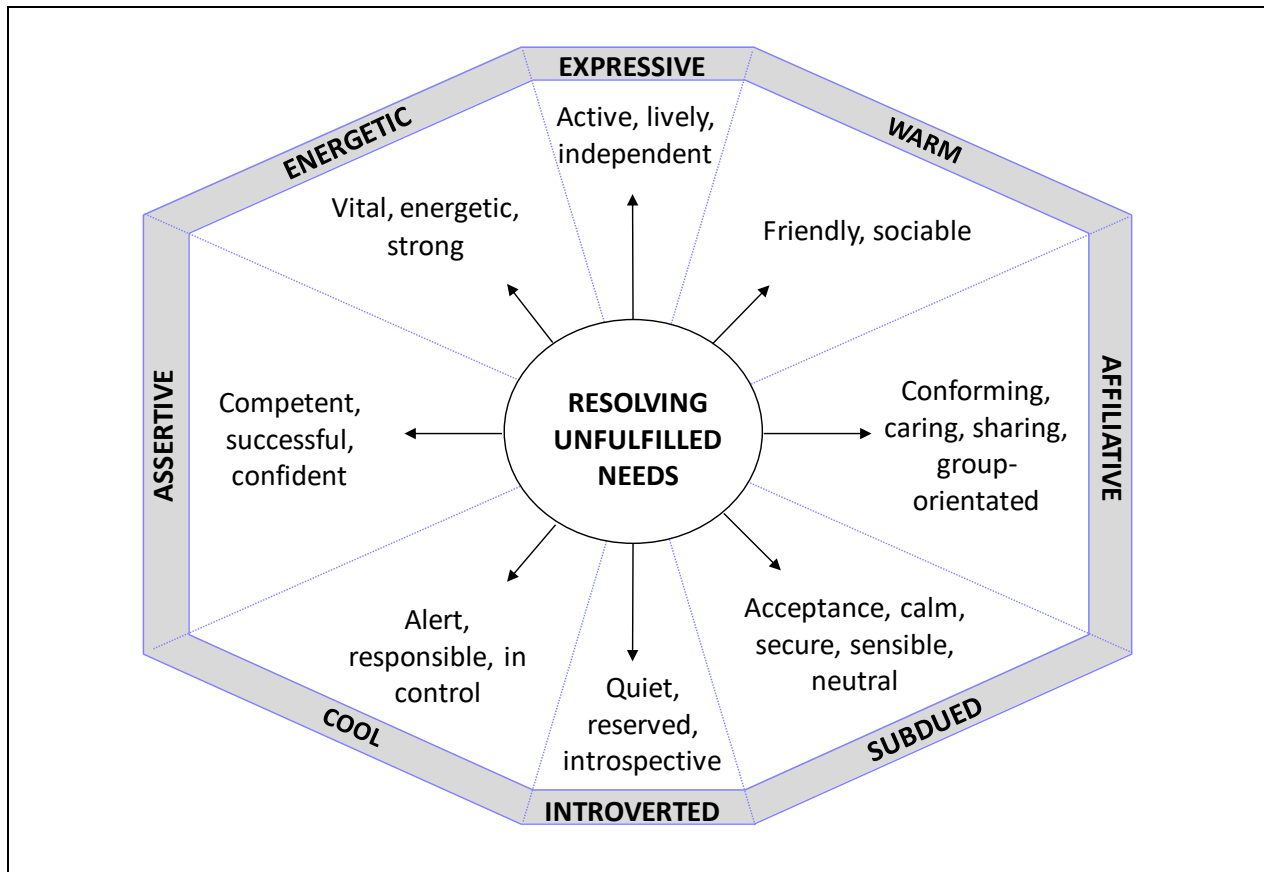 EXPRESSIVE
Active, lively,
independent
ENERGETIC
Vital, energetic,
strong
WARM
Friendly, sociable
ASSERTIVE
Competent,
successful,
confident
RESOLVING
UNFULFILLED
NEEDS
Conforming,
caring, sharing,
group-
orientated
AFFILIATIVE
Alert,
responsible, in
control
COOL
Quiet,
reserved,
introspective
INTROVERTED
Acceptance, calm,
secure, sensible,
neutral
SUBDUED